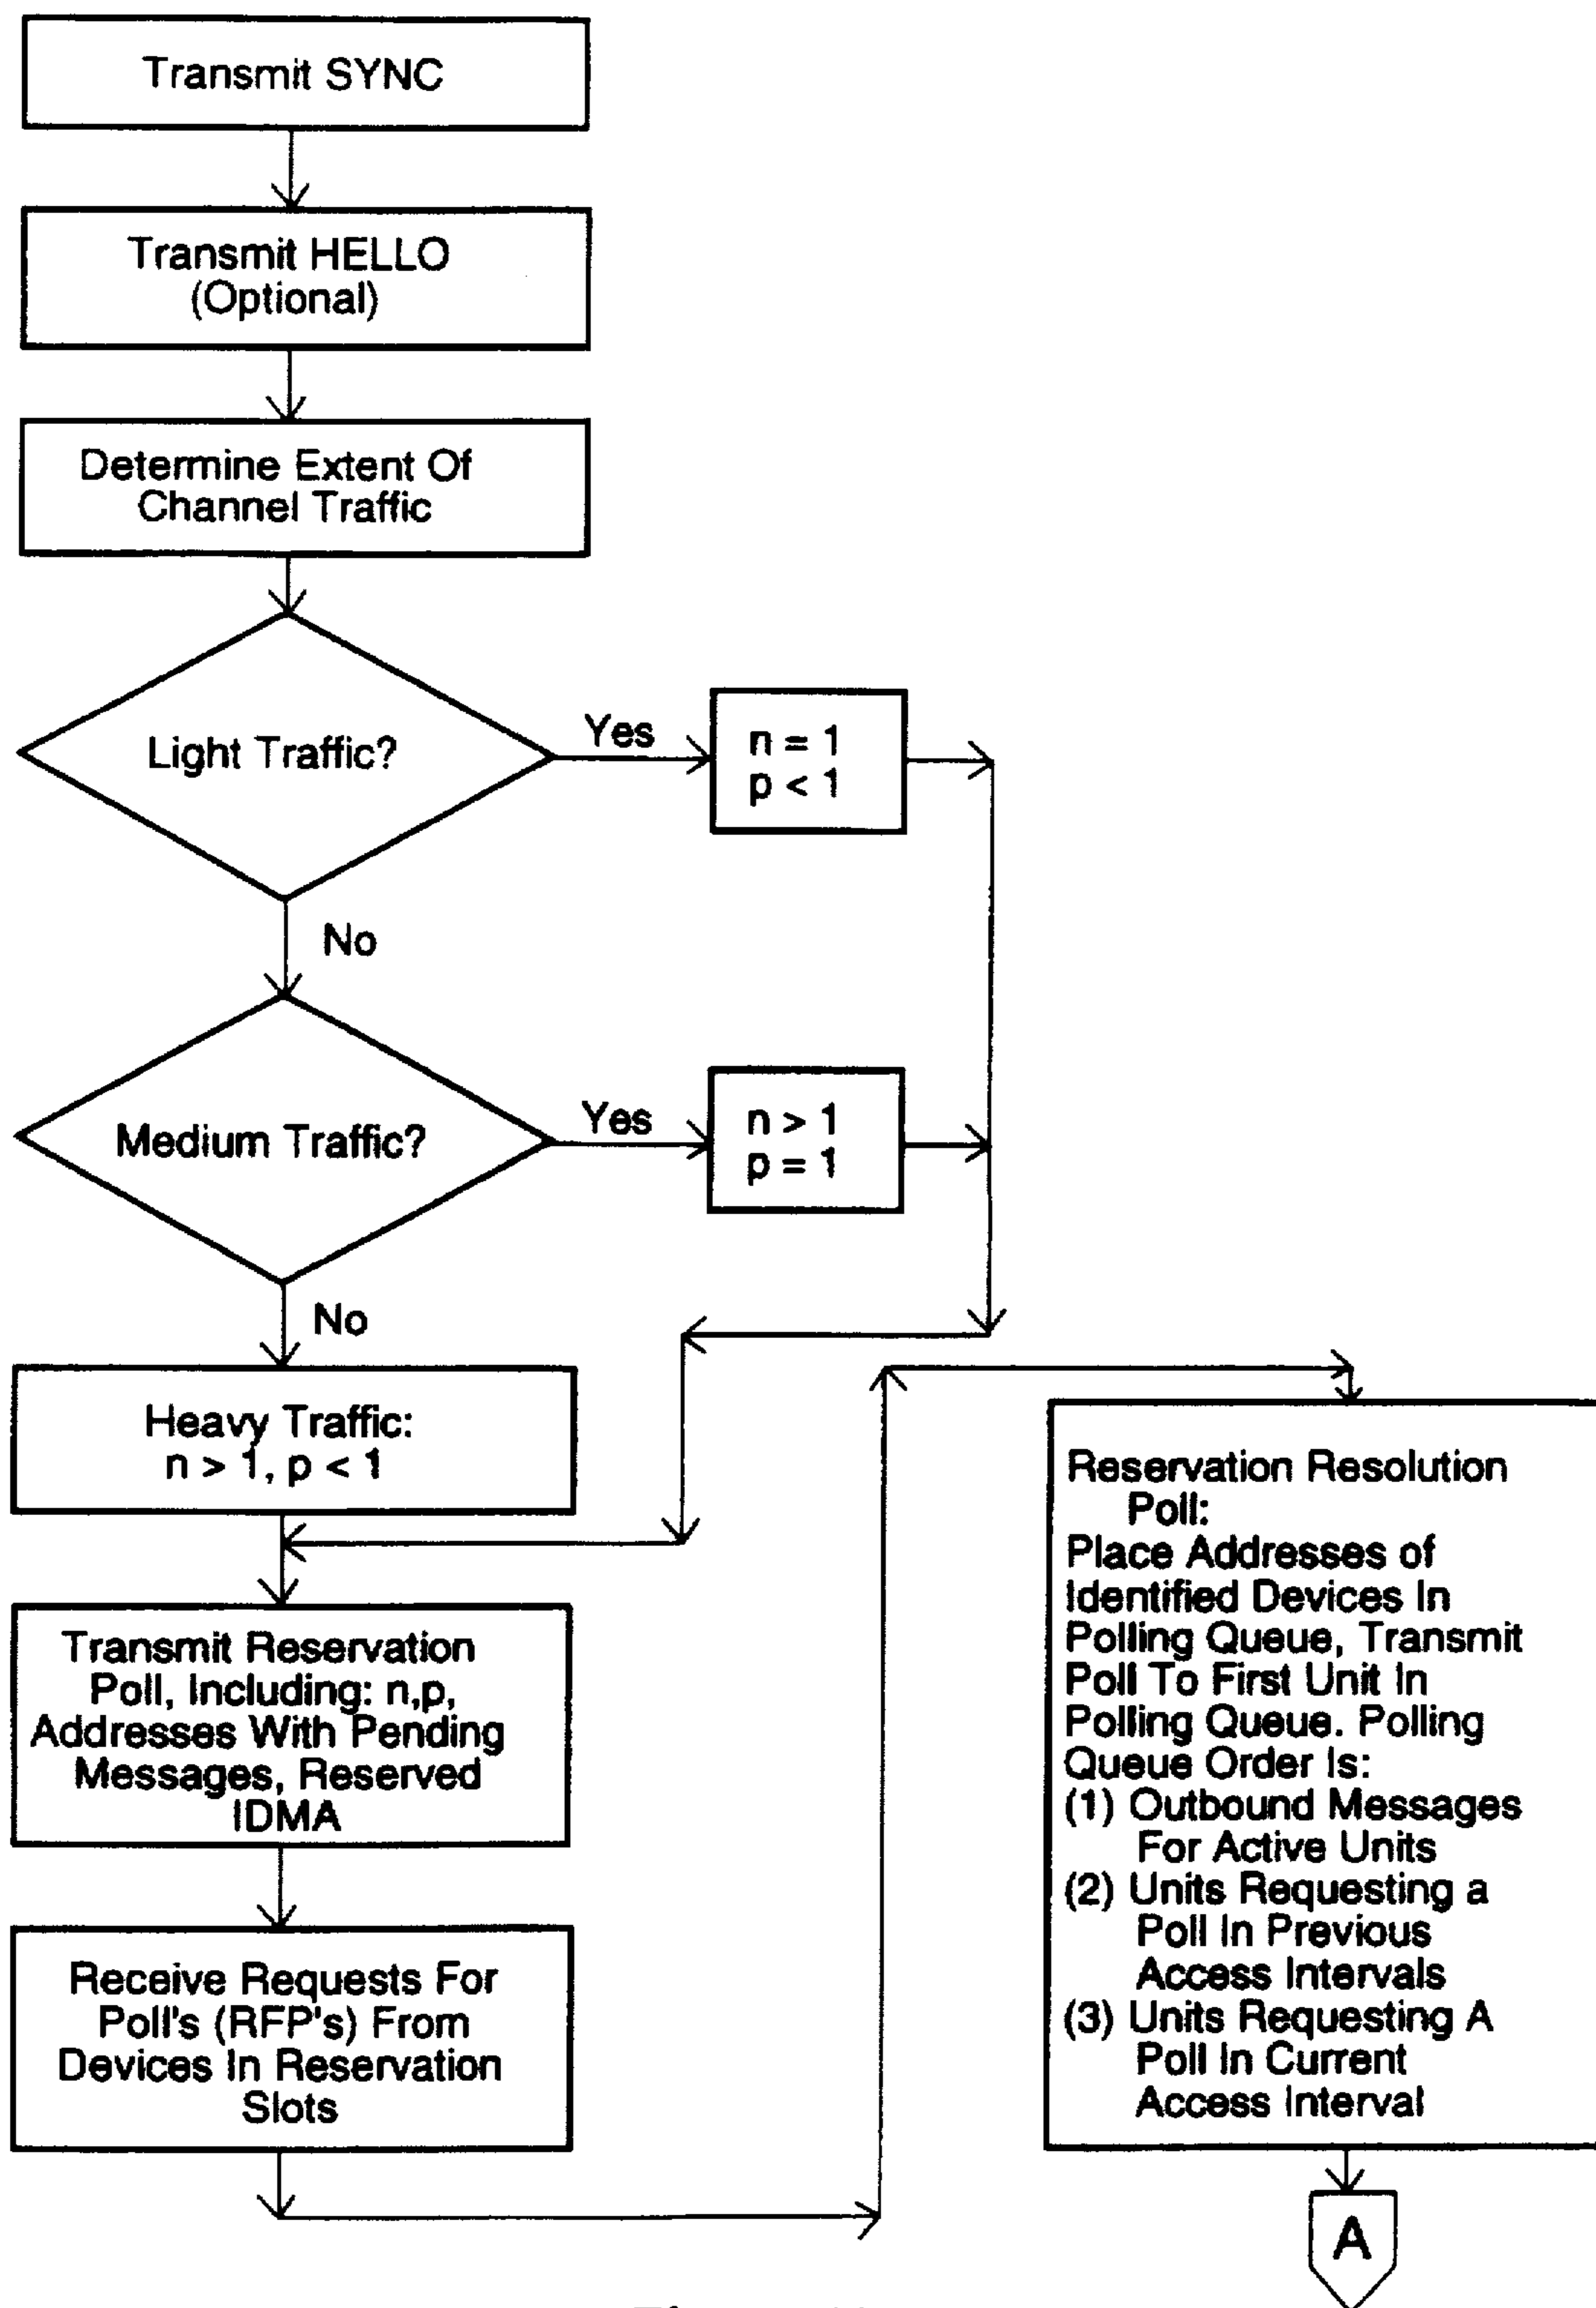 Transmit SYNC
Transmit HELLO
(Optional)
Determine Extent Of
Channel Traffic
Light Traffic?
Yes
n = 1
p < 1
No
Medium Traffic?
Yes
n > 1
p = 1
No
Heavy Traffic:
n > 1, p < 1
Transmit Reservation
Poll, Including: n,p,
Addresses With Pending
Messages, Reserved
IDMA
Receive Requests For
Poll's (RFP's) From
Devices In Reservation
Slots
Reservation Resolution
Poll:
Place Addresses of
Identified Devices In
Polling Queue, Transmit
Poll To First Unit In
Polling Queue. Polling
Queue Order Is:
(1) Outbound Messages
For Active Units
(2) Units Requesting a
Poll In Previous
Access Intervals
(3) Units Requesting A
Poll In Current
Access Interval
A